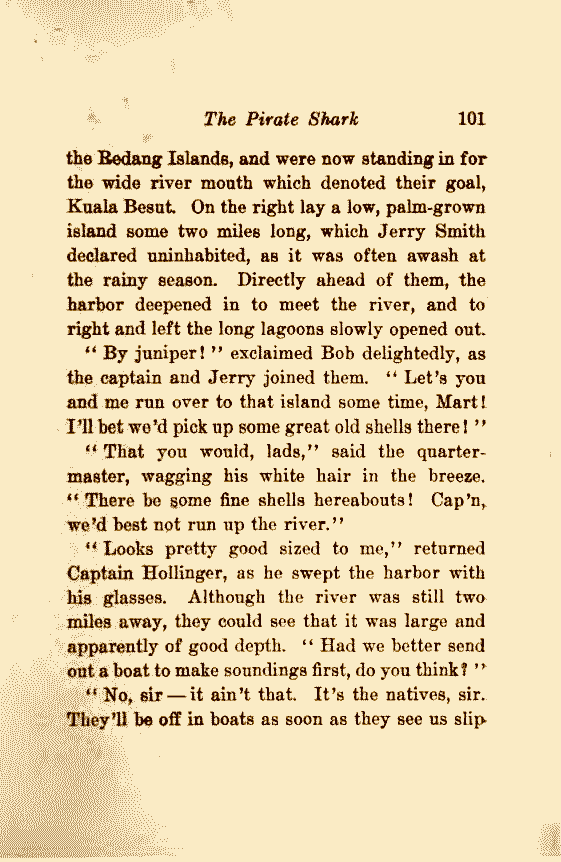 The Pirate Shark 101
the Redang Islands, and were now standing in for
the wide river mouth which denoted their goal,
Kuala Besut. On the right lay a low, palm-grown
island some two miles long, which Jerry Smith
declared uninhabited, as it was often awash at
the rainy season. Directly ahead of them, the
harbor deepened in to meet the river, and to
right and left the long lagoons slowly opened out.
“ By juniper! ” exclaimed Bob delightedly, as
the captain and Jerry joined them. “ Let’s you
and me run over to that island some time, Mart!
I’ll bet we’d pick up some great old shells there! ”
“ That you would, lads,” said the quarter-
master, wagging his white hair in the breeze.
“ There be some fine shells hereabouts! Cap’n,
we’d best not run up the river.”
“ Looks pretty good sized to me,” returned
Captain Hollinger, as he swept the harbor with
his glasses. Although the river was still two
miles away, they could see that it was large and
apparently of good depth. “ Had we better send
out a boat to make soundings first, do you think? ”
“ No, sir — it ain’t that. It’s the natives, sir.
They’ll be off in boats as soon as they see us slip-